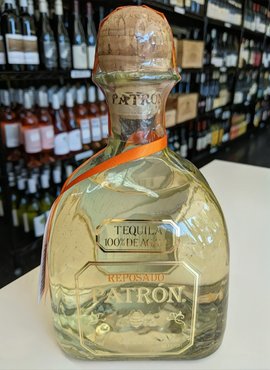 PATRÓN
TEQUILA
100% DE AGAVE
REPOSADO
PATRÓN